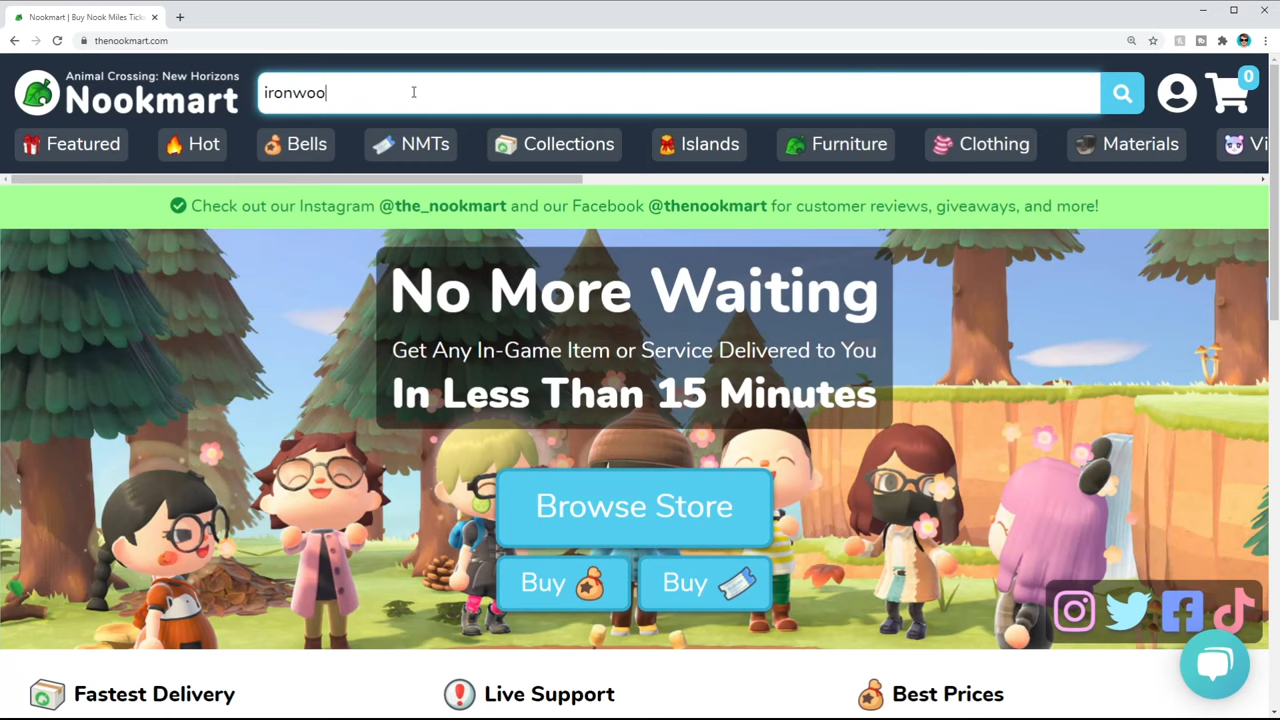 Nookmart | Buy Nook Miles Ticke
thenookmart.com
Animal Crossing: New Horizons
Nookmart
ironwoo
0
Featured
Hot
Bells
NMTs
Collections
Islands
Furniture
Clothing
Materials
Vi
Check out our Instagram @the_nookmart and our Facebook @thenookmart for customer reviews, giveaways, and more!
No More Waiting
Get Any In-Game Item or Service Delivered to You
In Less Than 15 Minutes
Browse Store
Buy
Buy
Fastest Delivery
Live Support
Best Prices